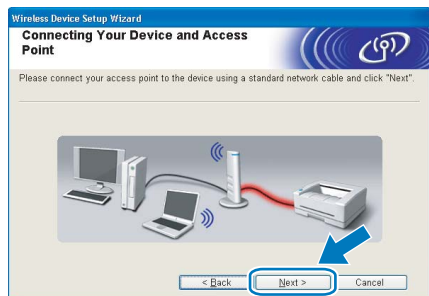 Wireless Device Setup Wizard
Connecting Your Device and Access
Point
Please connect your access point to the device using a standard network cable and click "Next".
< Back
Next >
Cancel